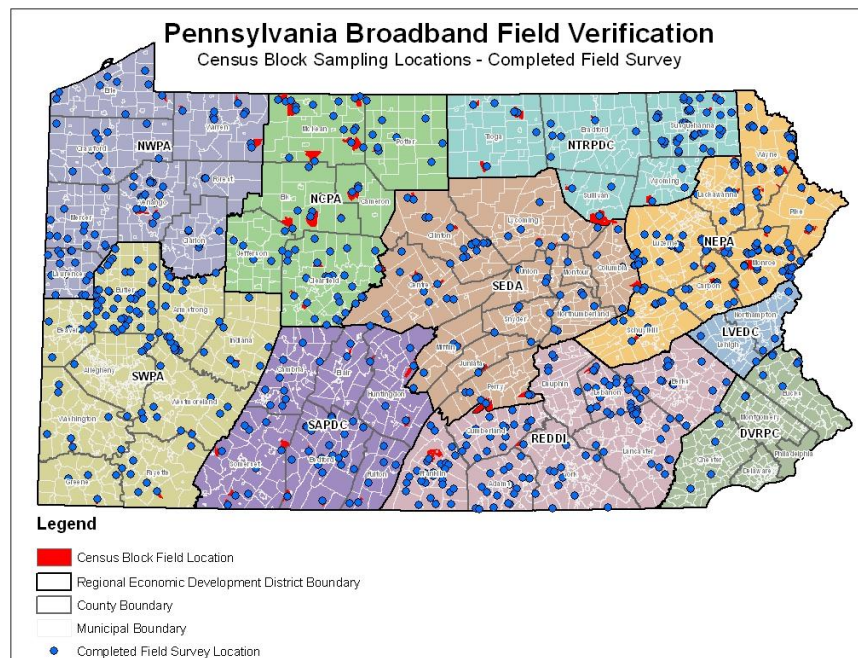 Pennsylvania Broadband Field Verification
Census Block Sampling Locations - Completed Field Survey
Erie
Warren
McKean
Potter
Tioga
Bradford
Susquehanna
Wayne
Crawford
NWPA
NTRPDC
Forest
Venango
NCPA
Elk
Cameron
Sullivan
Wyoming
Lackawanna
Pike
Mercer
Clarion
Jefferson
Clinton
Lycoming
Luzerne
NEPA
Monroe
Lawrence
Clearfield
Centre
Union
Montour
Columbia
Carbon
Butler
Armstrong
SEDA
Snyder
Northumberland
Schuylkill
Northampton
LVEDC
Lehigh
Beaver
Indiana
Mifflin
Juniata
Allegheny
SWPA
Cambria
Blair
Huntingdon
Perry
Dauphin
Lebanon
Berks
Bucks
Montgomery
Washington
Westmoreland
SAPDC
Cumberland
REDDI
DVRPC
Philadelphia
Somerset
Bedford
Fulton
Franklin
Adams
York
Lancaster
Chester
Delaware
Greene
Fayette
Legend
Census Block Field Location
Regional Economic Development District Boundary
County Boundary
Municipal Boundary
Completed Field Survey Location